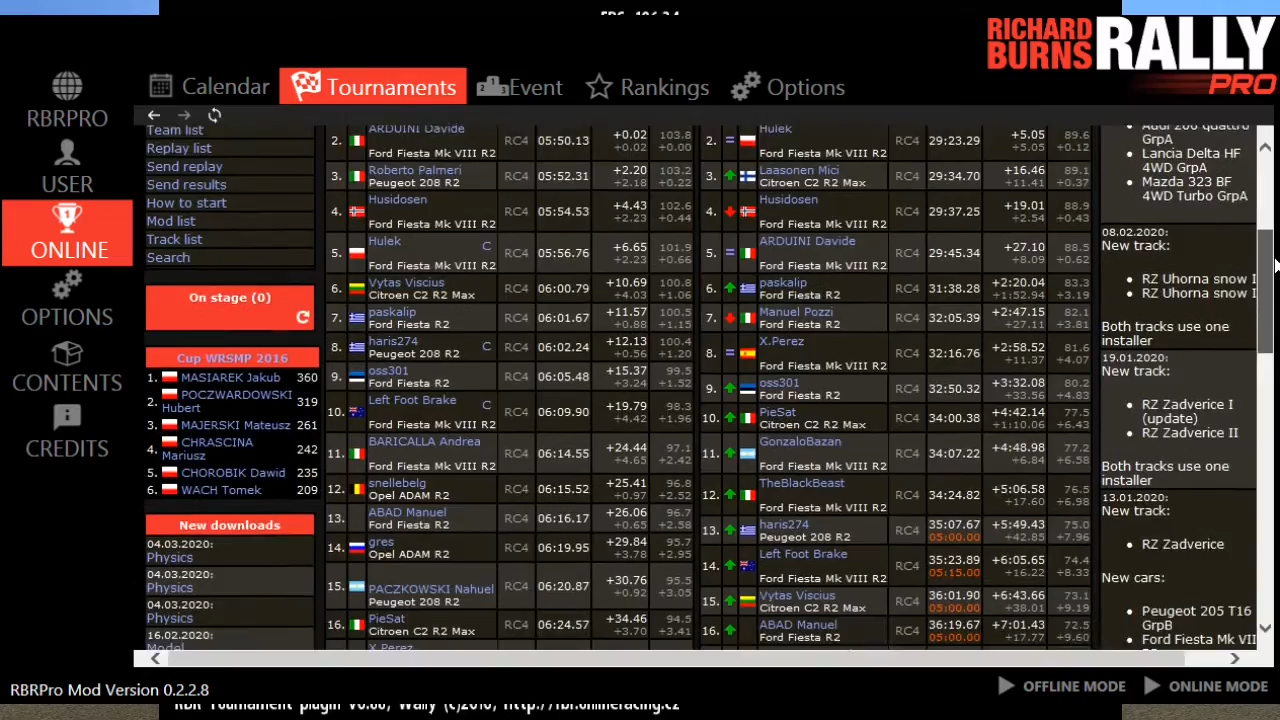 RICHARD
BURNS
RALLY
PRO
RBRPRO
USER
ONLINE
OPTIONS
CONTENTS
CREDITS
Calendar
Tournaments
Event
Rankings
Options
Team list
Replay list
Send replay
Send results
How to start
Mod list
Track list
Search
On stage (0)
Cup WRSMP 2016
1. MASIAREK Jakub 360
2. POCZWARDOWSKI Hubert 319
3. MAJERSKI Mateusz 261
4. CHRASCINA Mariusz 242
5. CHOROBIK Dawid 235
6. WACH Tomek 209
New downloads
04.03.2020:
Physics
04.03.2020:
Physics
04.03.2020:
Physics
16.02.2020:
Model
2. ARDUINI Davide RC4 05:50.13 +0.02 103.8
Ford Fiesta Mk VIII R2 +0.02 +0.00
3. Roberto Palmeri RC4 05:52.31 +2.20 103.2
Peugeot 208 R2 +2.18 +0.22
4. Husidosen RC4 05:54.53 +4.43 102.6
Ford Fiesta Mk VIII R2 +2.23 +0.44
5. Hulek C RC4 05:56.76 +6.65 101.9
Ford Fiesta Mk VIII R2 +2.23 +0.66
6. Vytas Viscius RC4 06:00.79 +10.69 100.8
Citroen C2 R2 Max +4.03 +1.06
7. paskalip RC4 06:01.67 +11.57 100.5
Ford Fiesta R2 +0.88 +1.15
8. haris274 C RC4 06:02.24 +12.13 100.4
Peugeot 208 R2 +0.56 +1.20
9. oss301 RC4 06:05.48 +15.37 99.5
Ford Fiesta R2 +3.24 +1.52
10. Left Foot Brake C RC4 06:09.90 +19.79 98.3
Ford Fiesta Mk VIII R2 +4.42 +1.96
11. BARICALLA Andrea RC4 06:14.55 +24.44 97.1
Ford Fiesta Mk VIII R2 +4.65 +2.42
12. snellebelg RC4 06:15.52 +25.41 96.8
Opel ADAM R2 +0.97 +2.52
13. ABAD Manuel RC4 06:16.17 +26.06 96.7
Ford Fiesta R2 +0.65 +2.58
14. gres RC4 06:19.95 +29.84 95.7
Opel ADAM R2 +3.78 +2.95
15. PACZKOWSKI Nahuel RC4 06:20.87 +30.76 95.5
Peugeot 208 R2 +0.92 +3.05
16. PieSat RC4 06:24.57 +34.46 94.5
Citroen C2 R2 Max +3.70 +3.41
X.Perez
2. Hulek RC4 29:23.29 +5.05 89.6
Ford Fiesta Mk VIII R2 +5.05 +0.12
3. Laasonen Mici RC4 29:34.70 +16.46 89.1
Citroen C2 R2 Max +11.41 +0.37
4. Husidosen RC4 29:37.25 +19.01 88.9
Ford Fiesta Mk VIII R2 +2.54 +0.43
5. ARDUINI Davide RC4 29:45.34 +27.10 88.5
Ford Fiesta Mk VIII R2 +8.09 +0.62
6. paskalip RC4 31:38.28 +2:20.04 83.3
Ford Fiesta R2 +1:52.94 +3.19
7. Manuel Pozzi RC4 32:05.39 +2:47.15 82.1
Ford Fiesta R2 +27.11 +3.81
8. X.Perez RC4 32:16.76 +2:58.52 81.6
Ford Fiesta Mk VIII R2 +11.37 +4.07
9. oss301 RC4 32:50.32 +3:32.08 80.2
Ford Fiesta R2 +33.56 +4.83
10. PieSat RC4 34:00.38 +4:42.14 77.5
Citroen C2 R2 Max +1:10.06 +6.43
11. GonzaloBazan RC4 34:07.22 +4:48.98 77.2
Ford Fiesta Mk VIII R2 +6.84 +6.58
12. TheBlackBeast RC4 34:24.82 +5:06.58 76.5
Ford Fiesta Mk VIII R2 +17.60 +6.98
13. haris274 RC4 35:07.67 +5:49.43 75.0
Peugeot 208 R2 05:00.00 +42.85 +7.96
14. Left Foot Brake RC4 35:23.89 +6:05.65 74.4
Ford Fiesta Mk VIII R2 05:15.00 +16.22 +8.33
15. Vytas Viscius RC4 36:01.90 +6:43.66 73.1
Citroen C2 R2 Max 05:00.00 +38.01 +9.19
16. ABAD Manuel RC4 36:19.67 +7:01.43 72.5
Ford Fiesta R2 05:00.00 +17.77 +9.60
Audi 200 quattro
GrpA
Lancia Delta HF
4WD GrpA
Mazda 323 BF
4WD Turbo GrpA
08.02.2020:
New track:
RZ Uhorna snow I
RZ Uhorna snow I
Both tracks use one
installer
19.01.2020:
New track:
RZ Zadverice I
(update)
RZ Zadverice II
Both tracks use one
installer
13.01.2020:
New track:
RZ Zadverice
New cars:
Peugeot 205 T16
GrpB
Ford Fiesta Mk VII
RBRPro Mod Version 0.2.2.8
OFFLINE MODE
ONLINE MODE